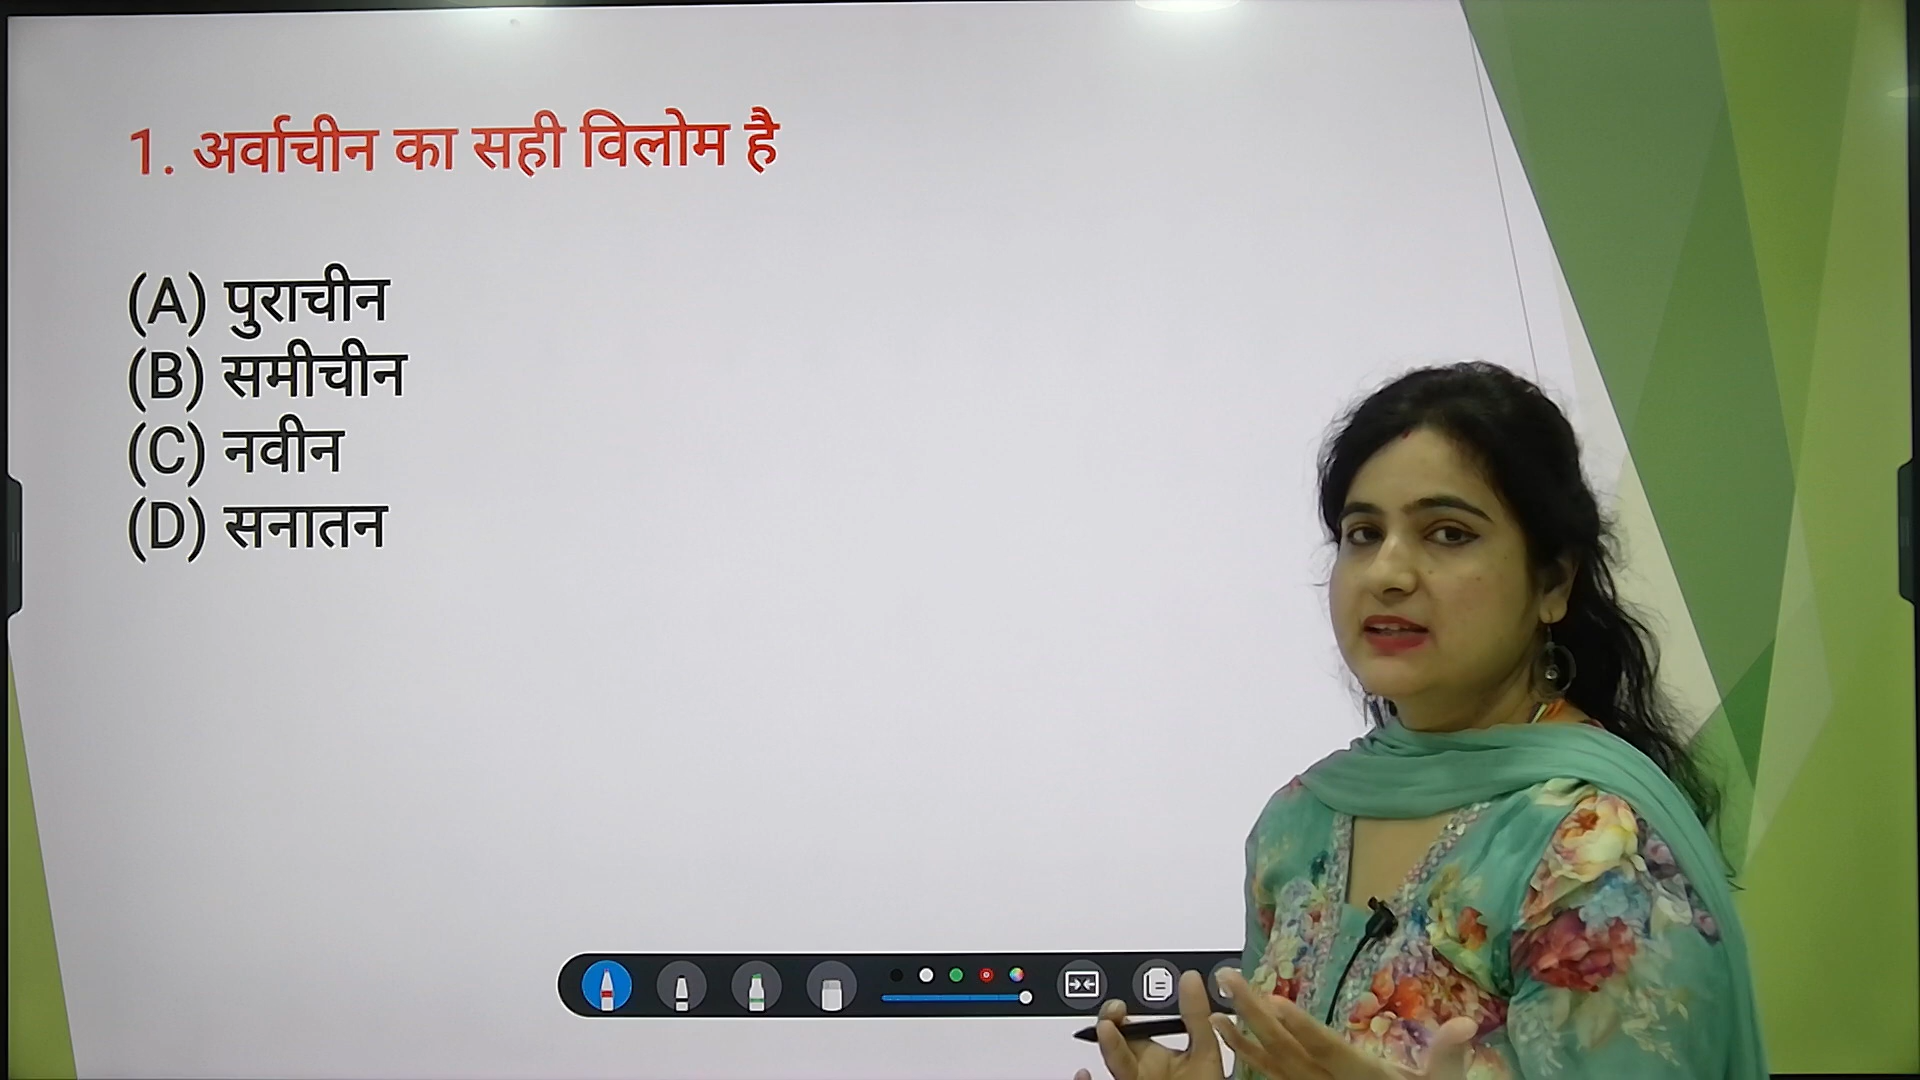 1. अर्वाचीन का सही विलोम है
(A) पुराचीन
(B) समीचीन
(C) नवीन
(D) सनातन